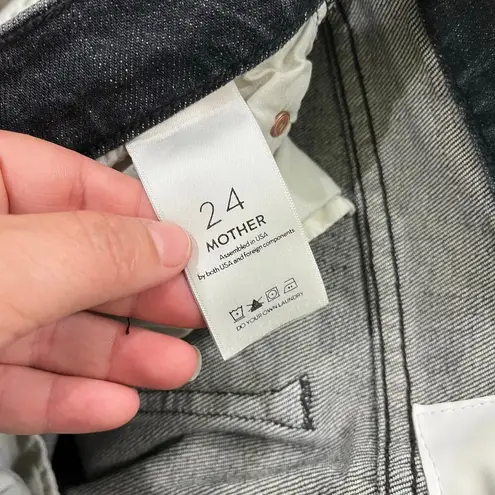 24
MOTHER
Assembled in USA
by both USA and foreign components
DO YOUR OWN LAUNDRY